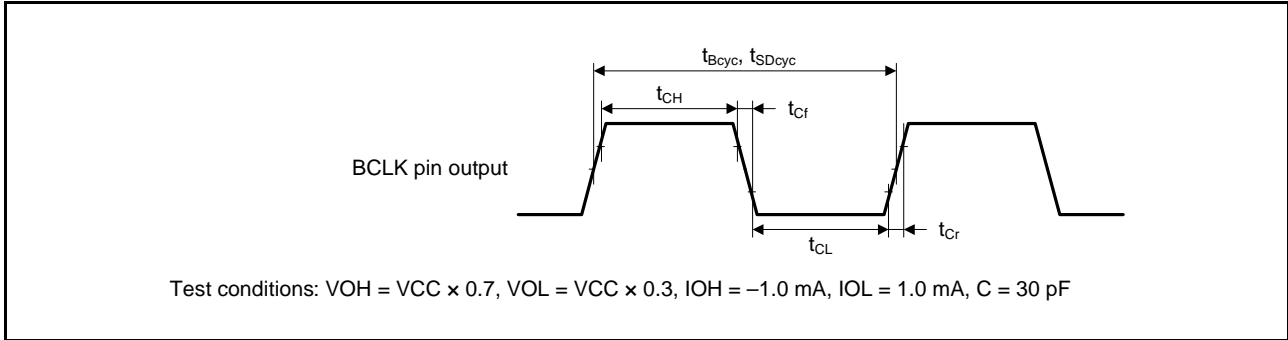 tBcyc, tSDcyc
tCH
tCf
BCLK pin output
tCL
tCr
Test conditions: VOH = VCC × 0.7, VOL = VCC × 0.3, IOH = –1.0 mA, IOL = 1.0 mA, C = 30 pF